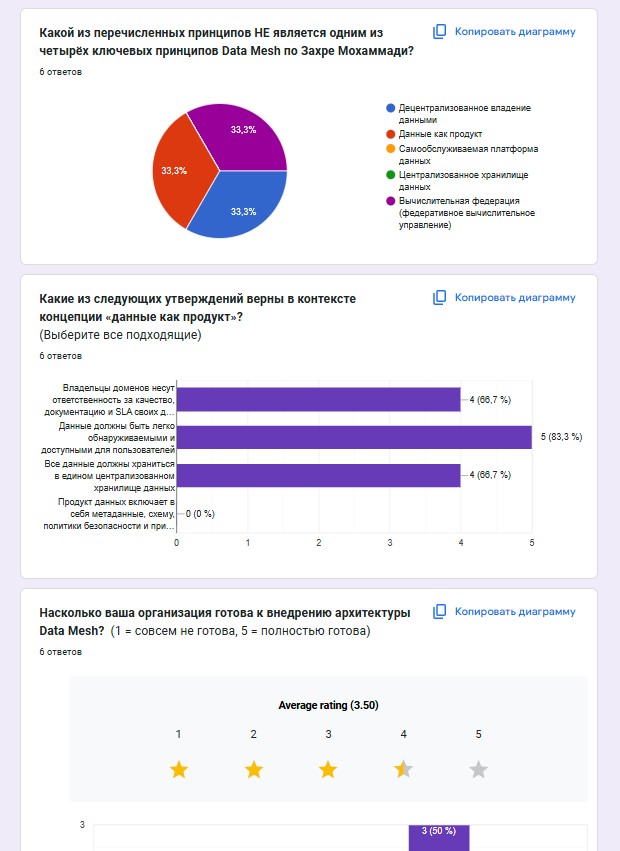 Какой из перечисленных принципов НЕ является одним из
четырёх ключевых принципов Data Mesh по Захре Мохаммади?
Копировать диаграмму
6 ответов
33,3%
33,3%
33,3%
Децентрализованное владение
данными
Данные как продукт
Самообслуживаемая платформа
данных
Централизованное хранилище
данных
Вычислительная федерация
(федеративное вычислительное
управление)
Какие из следующих утверждений верны в контексте
концепции «данные как продукт»?
(Выберите все подходящие)
Копировать диаграмму
6 ответов
Владельцы доменов несут
ответственность за качество,
документацию и SLA своих д…
4 (66,7 %)
Данные должны быть легко
обнаруживаемыми и
доступными для пользователей
5 (83,3 %)
Все данные должны храниться
в едином централизованном
хранилище данных
4 (66,7 %)
Продукт данных включает в
себя метаданные, схему,
политики безопасности и при…
0 (0 %)
0 1 2 3 4 5
Насколько ваша организация готова к внедрению архитектуры
Data Mesh? (1 = совсем не готова, 5 = полностью готова)
Копировать диаграмму
6 ответов
Average rating (3.50)
1 2 3 4 5
3
3 (50 %)